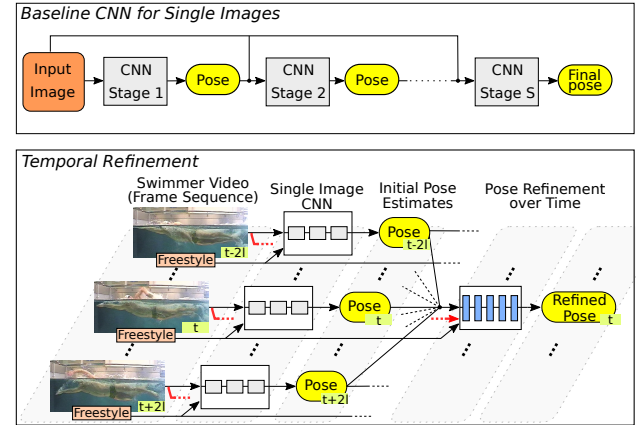 Baseline CNN for Single Images
Input
Image
CNN
Stage 1
Pose
CNN
Stage 2
Pose
CNN
Stage S
Final
pose
Temporal Refinement
Swimmer Video
(Frame Sequence)
Single Image
CNN
Initial Pose
Estimates
Pose Refinement
over Time
t-2l
Freestyle
Pose
t-2l
t
Freestyle
Pose
t
Refined
Pose
t
t+2l
Freestyle
Pose
t+2l